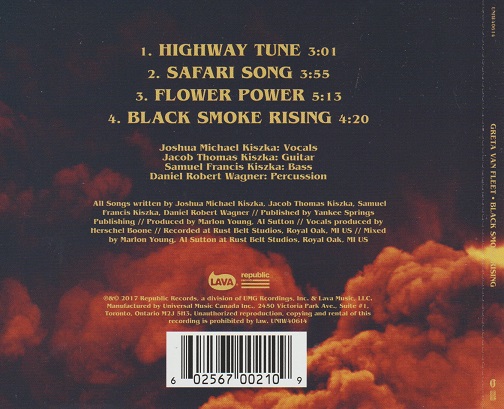 1. HIGHWAY TUNE 3:01
2. SAFARI SONG 3:55
3. FLOWER POWER 5:13
4. BLACK SMOKE RISING 4:20
Joshua Michael Kiszka: Vocals
Jacob Thomas Kiszka: Guitar
Samuel Francis Kiszka: Bass
Daniel Robert Wagner: Percussion
All Songs written by Joshua Michael Kiszka, Jacob Thomas Kiszka, Samuel
Francis Kiszka, Daniel Robert Wagner // Published by Yankee Springs
Publishing // Produced by Marlon Young, Al Sutton // Vocals produced by
Herschel Boone // Recorded at Rust Belt Studios, Royal Oak, MI US // Mixed
by Marlon Young, Al Sutton at Rust Belt Studios, Royal Oak, MI US
LAVA
republic
℗&© 2017 Republic Records, a division of UMG Recordings, Inc. & Lava Music, LLC.
Manufactured by Universal Music Canada Inc., 2450 Victoria Park Ave., Suite #1,
Toronto, Ontario M2J 5H3. Unauthorized reproduction, copying and rental of this
recording is prohibited by law. UNIW40614
6 02567 00210 9
GRETA VAN FLEET • BLACK SMOKE RISING